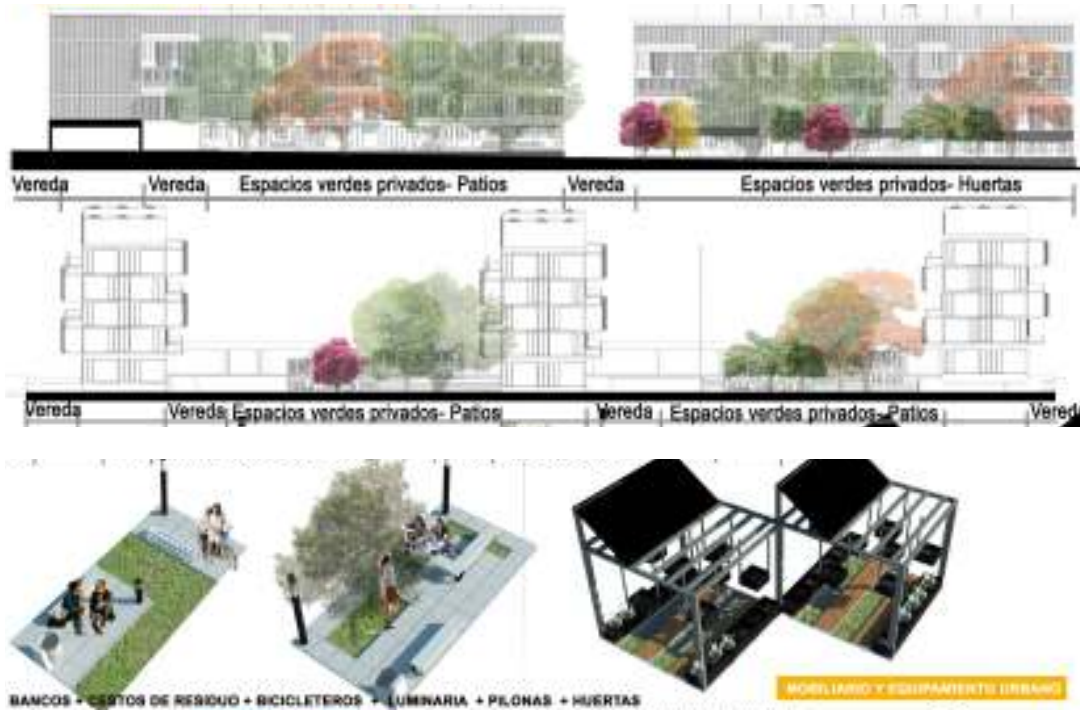 Vereda Vereda Espacios verdes privados- Patios Vereda Espacios verdes privados- Huertas
Vereda Vereda Espacios verdes privados- Patios Vereda Espacios verdes privados- Patios Vered
BANCOS + CESTOS DE RESIDUO + BICICLETEROS + LUMINARIA + PILONAS + HUERTAS
MOBILIARIO Y EQUIPAMIENTO URBANO